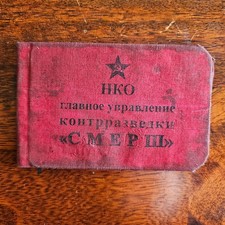 НКО
главное управление
контрразведки
«СМЕРШ»